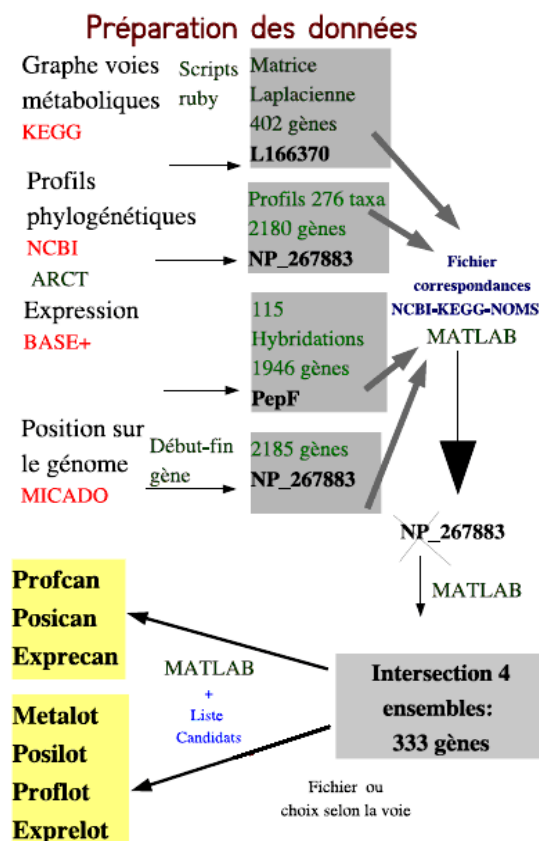 Préparation des données
Graphe voies
métaboliques
KEGG
Scripts
ruby
Matrice
Laplacienne
402 gènes
L166370
Profils
phylogénétiques
NCBI
ARCT
Profils 276 taxa
2180 gènes
NP_267883
Fichier
correspondances
NCBI-KEGG-NOMS
MATLAB
Expression
BASE+
115
Hybridations
1946 gènes
PepF
Position sur
le génome
MICADO
Début-fin
gène
2185 gènes
NP_267883
NP_267883
MATLAB
Profcan
Posican
Exprecan
MATLAB
+
Liste
Candidats
Intersection 4
ensembles:
333 gènes
Metalot
Posilot
Proflot
Exprelot
Fichier ou
choix selon la voie